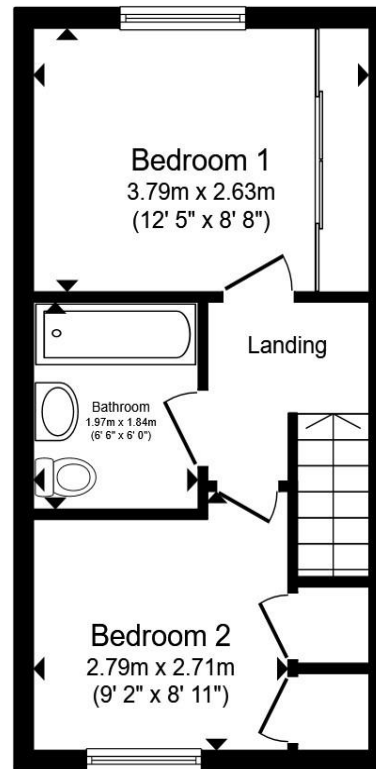 Bedroom 1
3.79m x 2.63m
(12' 5" x 8' 8")
Landing
Bathroom
1.97m x 1.84m
(6' 6" x 6' 0")
Bedroom 2
2.79m x 2.71m
(9' 2" x 8' 11")